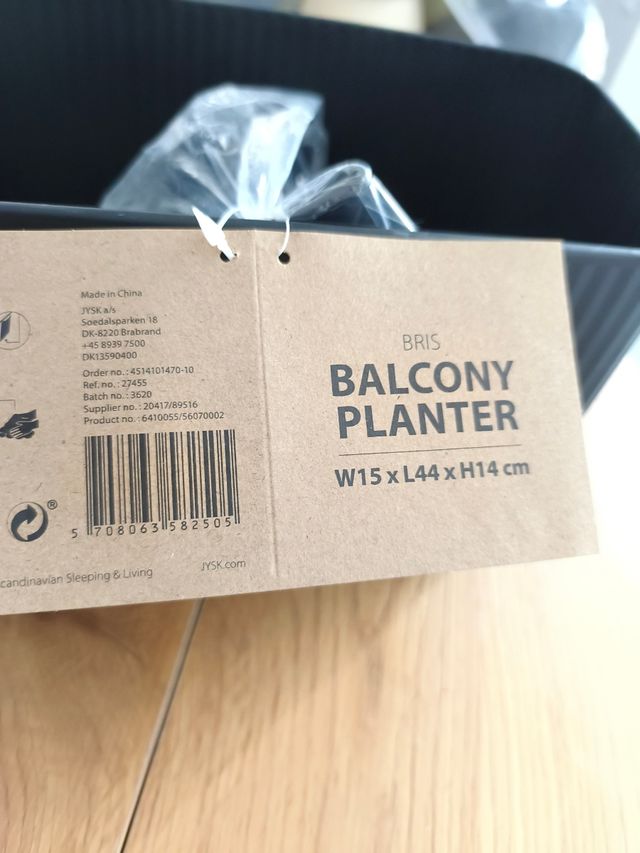 Made in China
JYSK a/s
Soedalsparken 18
DK-8220 Brabrand
+45 8939 7500
DK13590400
Order no.: 4514101470-10
Ref. no.: 27455
Batch no.: 3620
Supplier no.: 20417/89516
Product no.: 6410055/56070002
5 708063 582505
®
candinavian Sleeping & Living
JYSK.com
BRIS
BALCONY
PLANTER
W15 x L44 x H14 cm